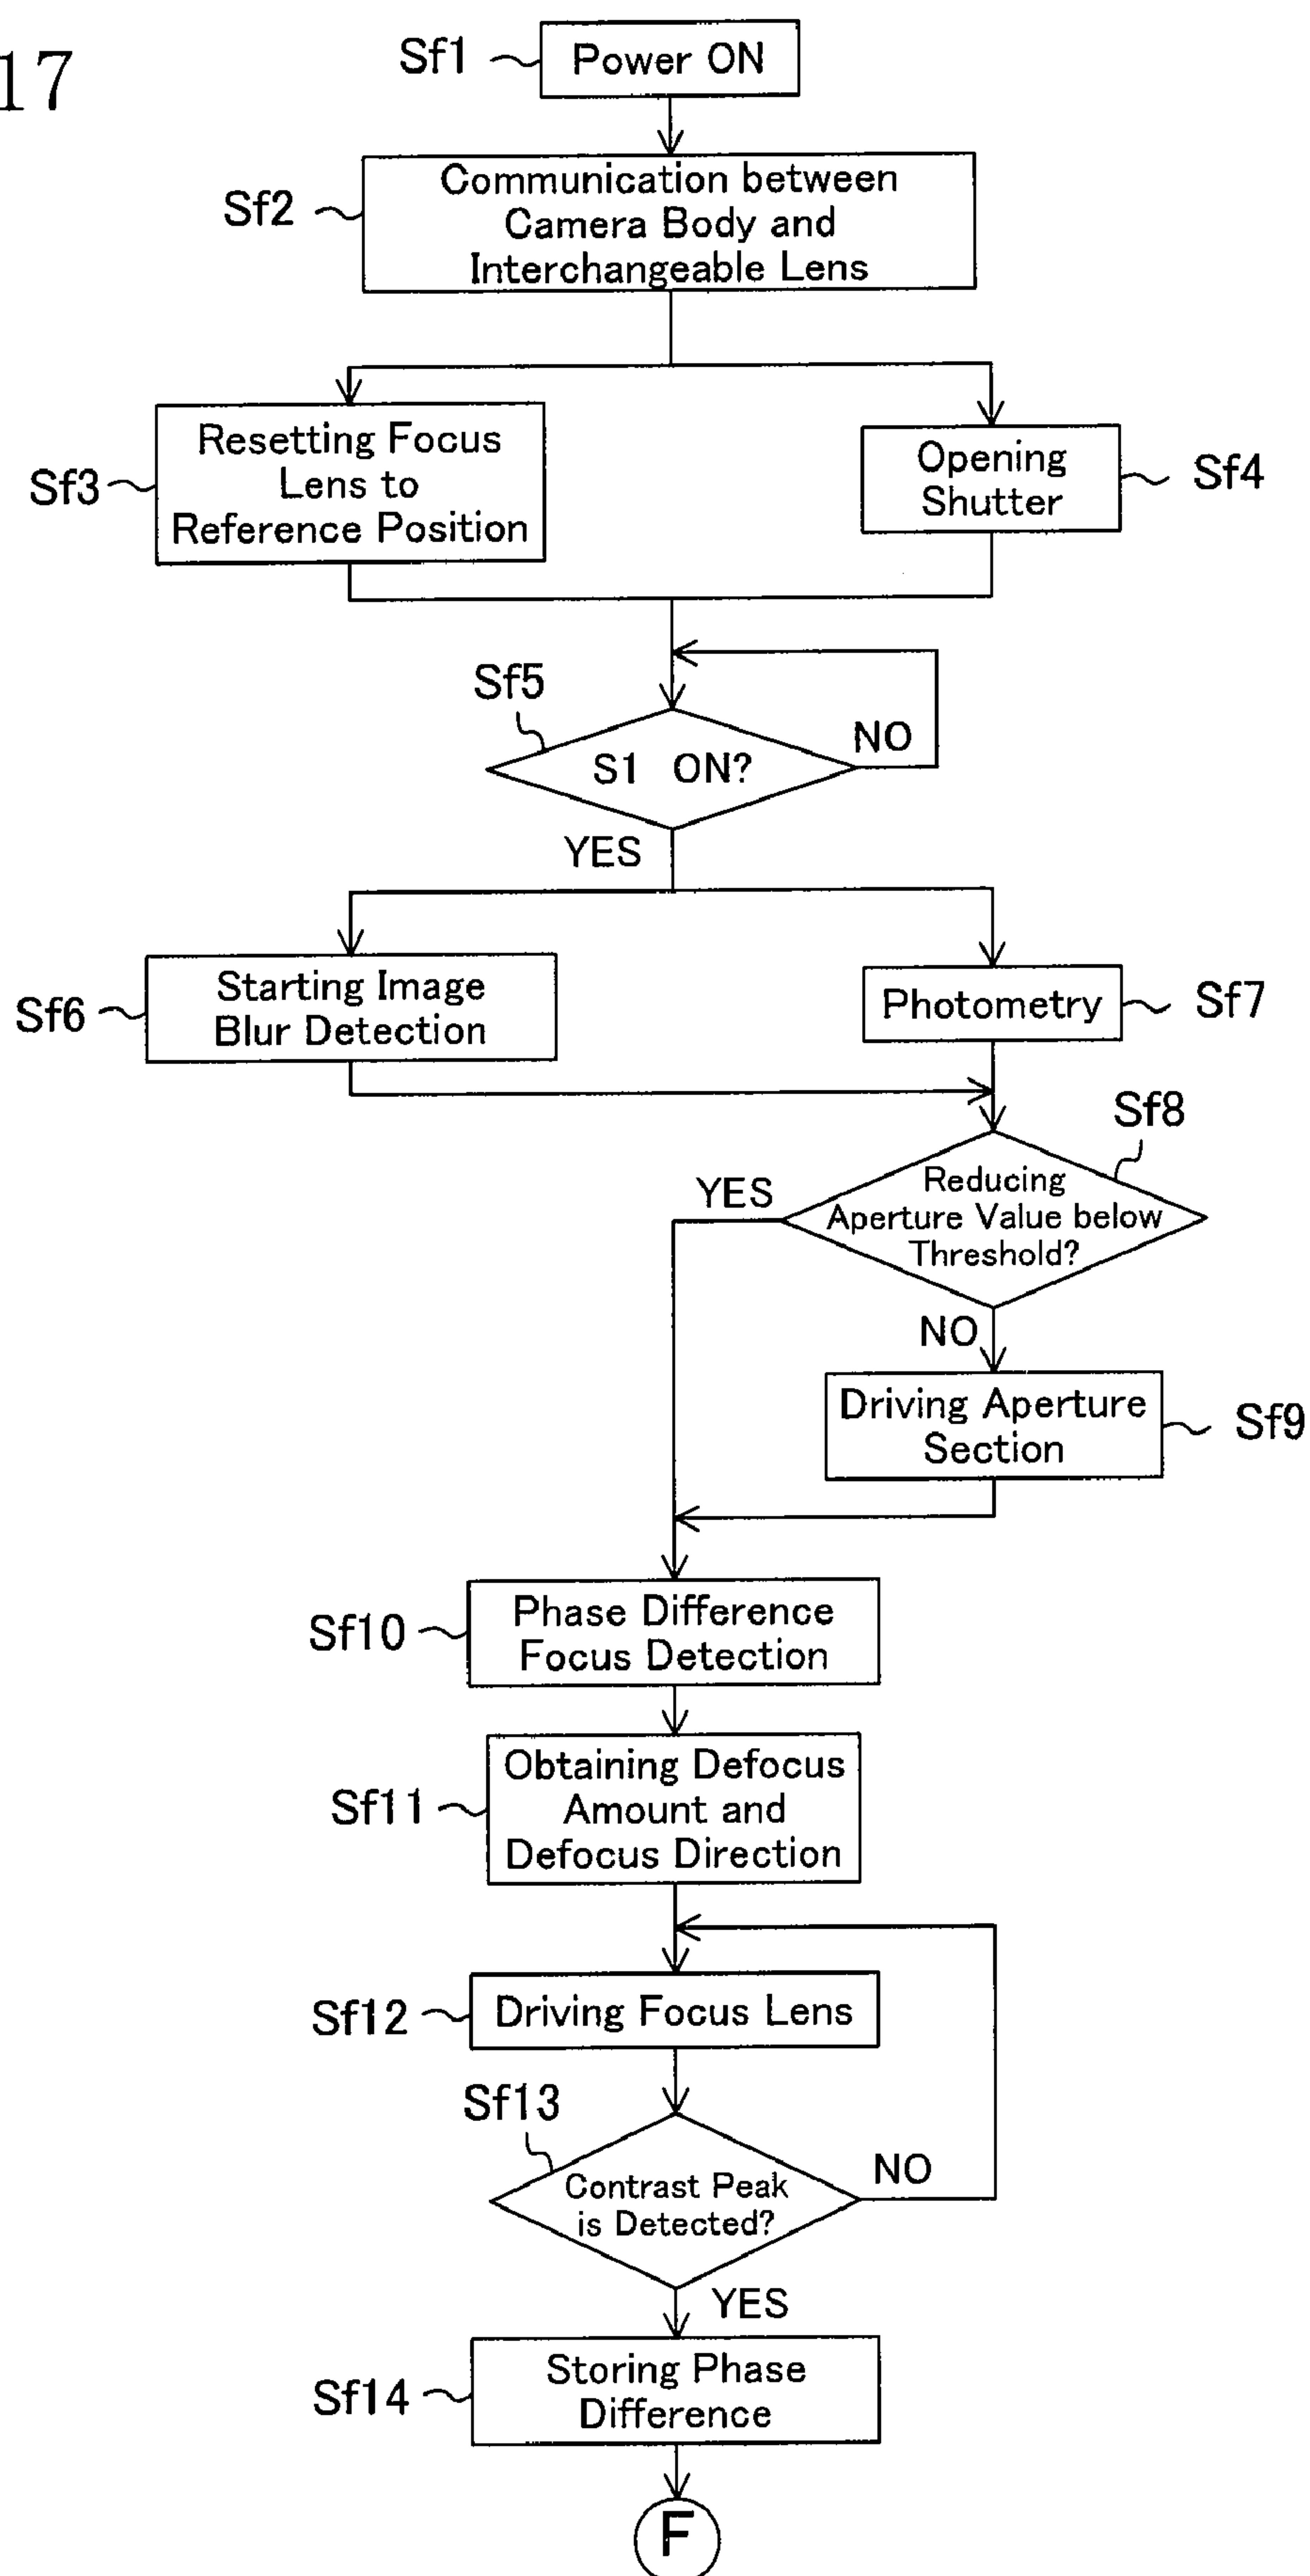 17
Sf1
Power ON
Sf2
Communication between
Camera Body and
Interchangeable Lens
Sf3
Resetting Focus
Lens to
Reference Position
Opening
Shutter
Sf4
Sf5
S1 ON?
NO
YES
Sf6
Starting Image
Blur Detection
Photometry
Sf7
Sf8
Reducing
Aperture Value below
Threshold?
YES
NO
Driving Aperture
Section
Sf9
Sf10
Phase Difference
Focus Detection
Sf11
Obtaining Defocus
Amount and
Defocus Direction
Sf12
Driving Focus Lens
Sf13
Contrast Peak
is Detected?
NO
YES
Sf14
Storing Phase
Difference
F